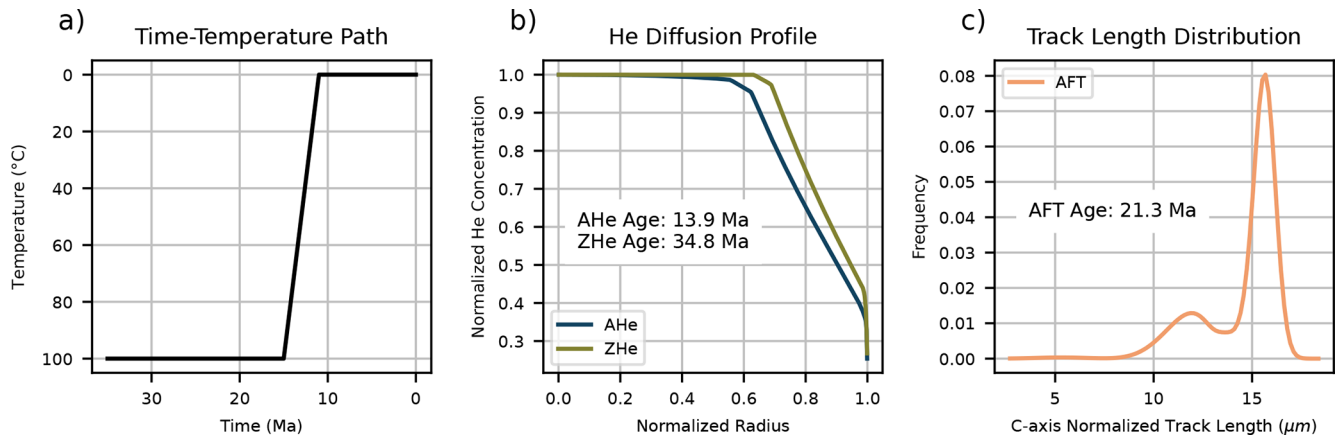 a)
Time-Temperature Path
0
20
40
60
80
100
Temperature (°C)
30
20
10
0
Time (Ma)
b)
He Diffusion Profile
1.0
0.9
0.8
0.7
0.6
0.5
0.4
0.3
Normalized He Concentration
AHe Age: 13.9 Ma
ZHe Age: 34.8 Ma
AHe
ZHe
0.0
0.2
0.4
0.6
0.8
1.0
Normalized Radius
c)
Track Length Distribution
AFT
0.08
0.07
0.06
0.05
0.04
0.03
0.02
0.01
0.00
Frequency
AFT Age: 21.3 Ma
5
10
15
C-axis Normalized Track Length (μm)